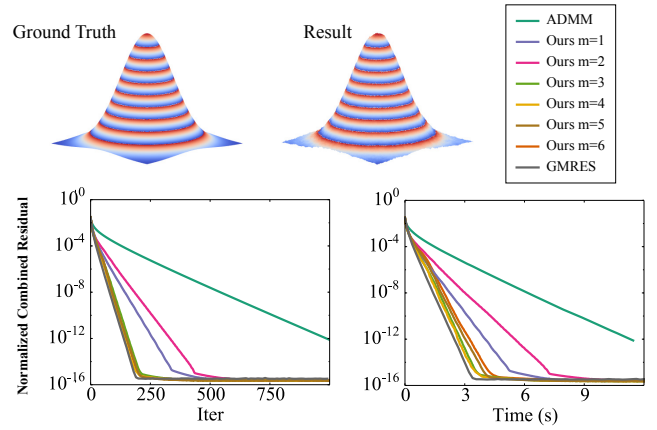 Ground Truth
Result
ADMM
Ours m=1
Ours m=2
Ours m=3
Ours m=4
Ours m=5
Ours m=6
GMRES
Normalized Combined Residual
10^0
10^-4
10^-8
10^-12
10^-16
0 250 500 750
Iter
10^0
10^-4
10^-8
10^-12
10^-16
0 3 6 9
Time (s)